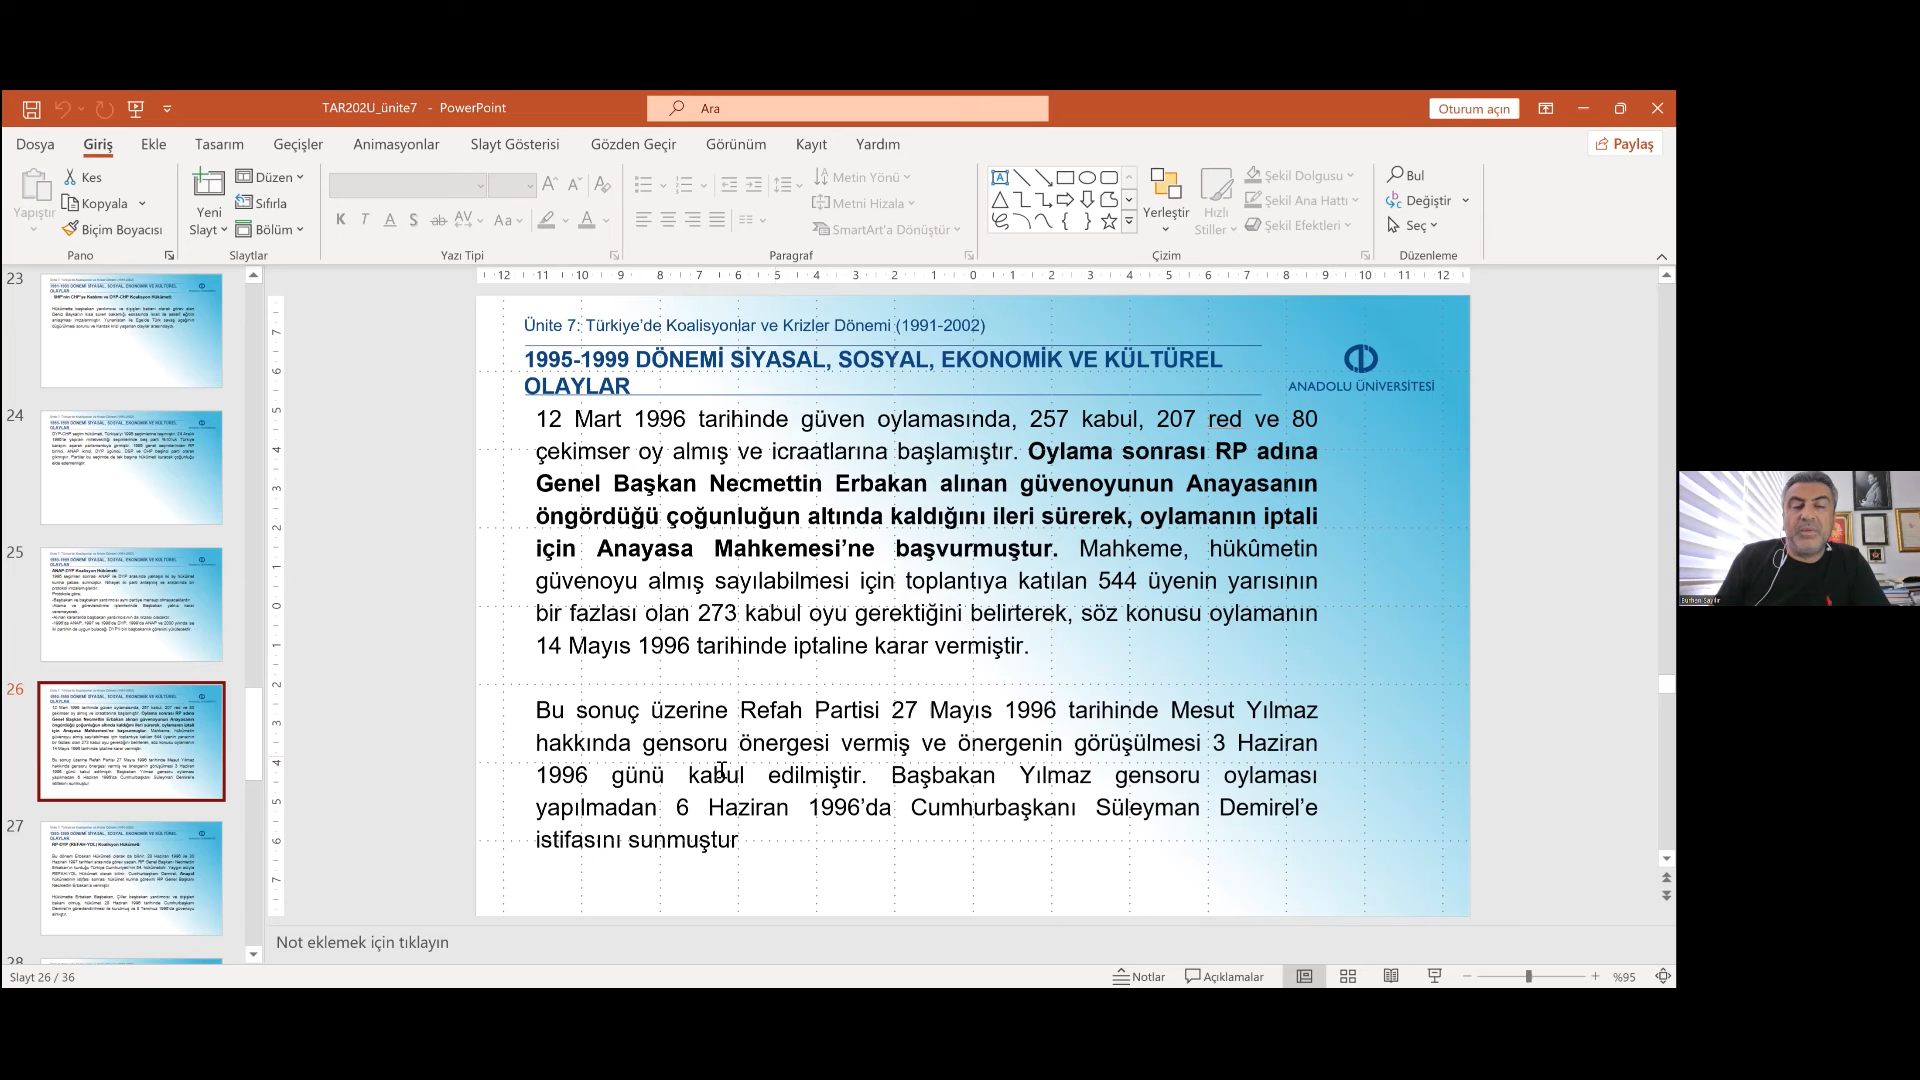 TAR202U_ünite7 - PowerPoint
Ara
Oturum açın
Dosya Giriş Ekle Tasarım Geçişler Animasyonlar Slayt Gösterisi Gözden Geçir Görünüm Kayıt Yardım
Paylaş
Yapıştır
Kes
Kopyala
Biçim Boyacısı
Pano
Yeni Slayt
Düzen
Sıfırla
Bölüm
Slaytlar
Yazı Tipi
Metin Yönü
Metni Hizala
SmartArt'a Dönüştür
Paragraf
Yerleştir
Hızlı Stiller
Şekil Dolgusu
Şekil Ana Hattı
Şekil Efektleri
Çizim
Bul
Değiştir
Seç
Düzenleme
23
24
25
26
27
28
Ünite 7: Türkiye'de Koalisyonlar ve Krizler Dönemi (1991-2002)
1995-1999 DÖNEMİ SİYASAL, SOSYAL, EKONOMİK VE KÜLTÜREL
OLAYLAR
ANADOLU ÜNİVERSİTESİ
12 Mart 1996 tarihinde güven oylamasında, 257 kabul, 207 red ve 80
çekimser oy almış ve icraatlarına başlamıştır. Oylama sonrası RP adına
Genel Başkan Necmettin Erbakan alınan güvenoyunun Anayasanın
öngördüğü çoğunluğun altında kaldığını ileri sürerek, oylamanın iptali
için Anayasa Mahkemesi'ne başvurmuştur. Mahkeme, hükûmetin
güvenoyu almış sayılabilmesi için toplantıya katılan 544 üyenin yarısının
bir fazlası olan 273 kabul oyu gerektiğini belirterek, söz konusu oylamanın
14 Mayıs 1996 tarihinde iptaline karar vermiştir.
Bu sonuç üzerine Refah Partisi 27 Mayıs 1996 tarihinde Mesut Yılmaz
hakkında gensoru önergesi vermiş ve önergenin görüşülmesi 3 Haziran
1996 günü kabul edilmiştir. Başbakan Yılmaz gensoru oylaması
yapılmadan 6 Haziran 1996'da Cumhurbaşkanı Süleyman Demirel'e
istifasını sunmuştur
Not eklemek için tıklayın
Slayt 26 / 36
Notlar
Açıklamalar
%95
Burhan Sayılır